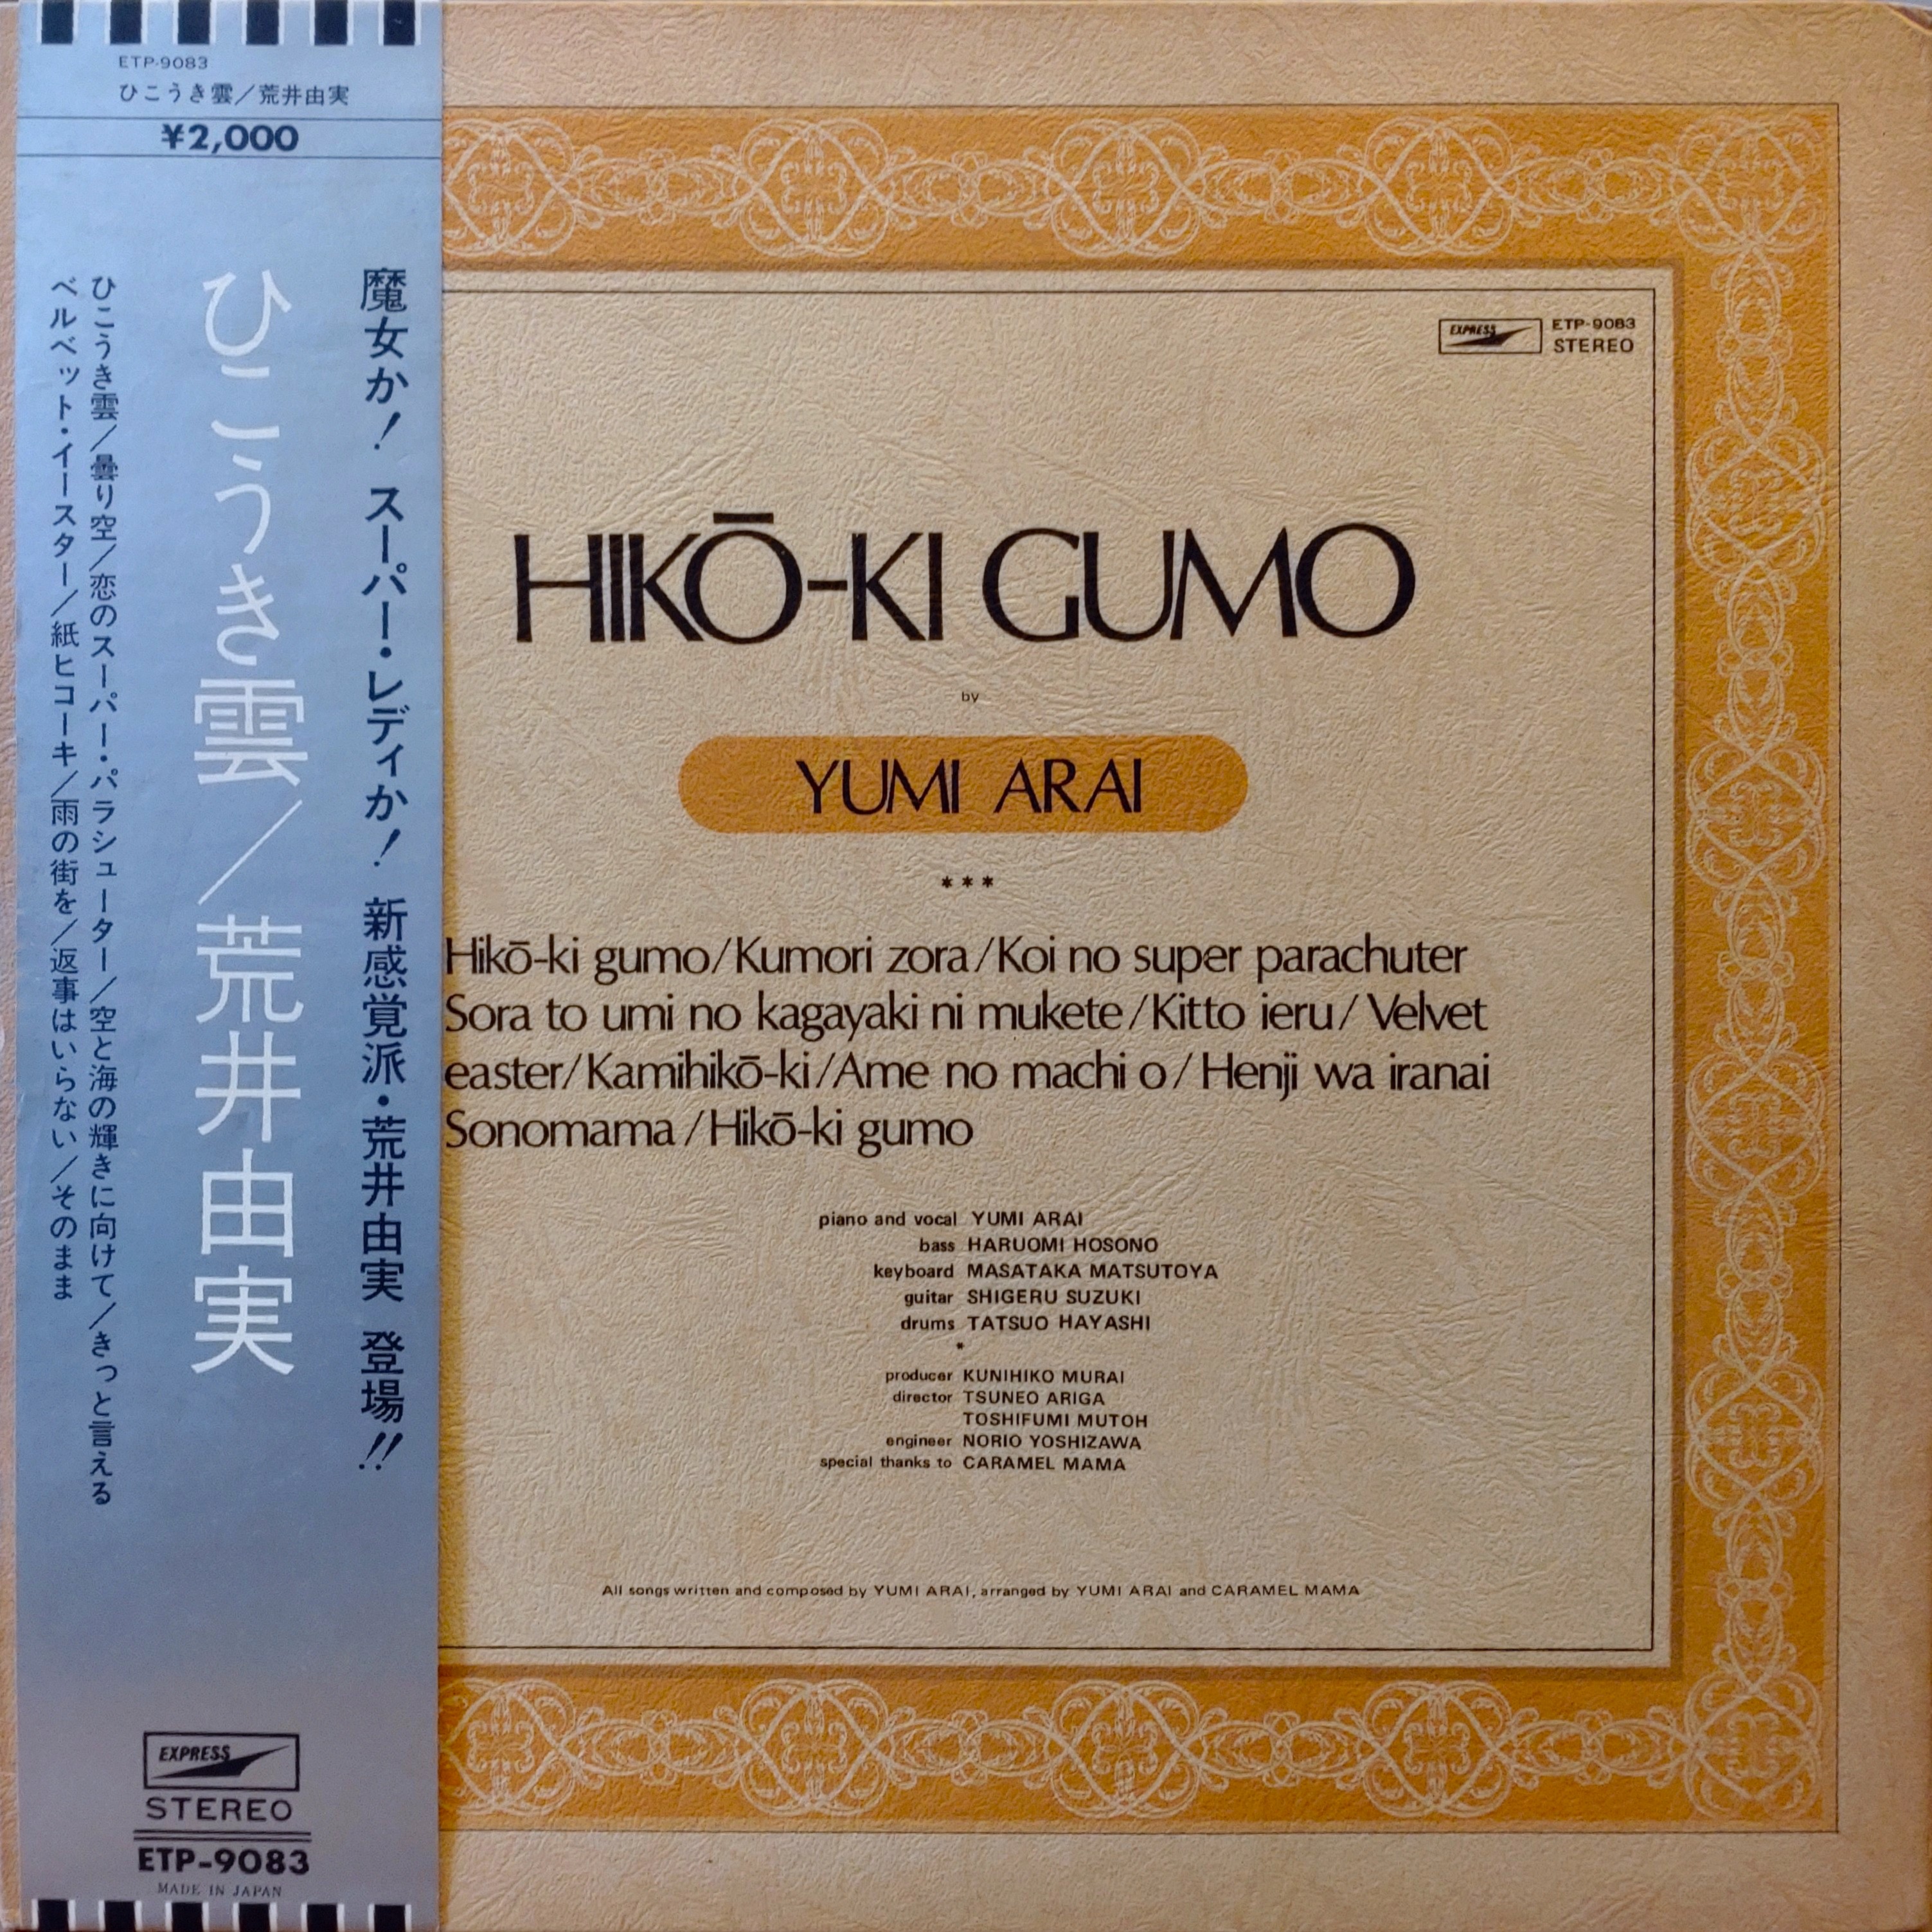 ETP-9083
ひこうき雲／荒井由実
¥2,000
魔女か！ スーパー・レディか！ 新感覚派・荒井由実 登場!!
ひこうき雲／荒井由実
ひこうき雲／曇り空／恋のスーパー・パラシューター／空と海の輝きに向けて／きっと言える
ベルベット・イースター／紙ヒコーキ／雨の街を／返事はいらない／そのまま
EXPRESS
STEREO
ETP-9083
MADE IN JAPAN
EXPRESS
ETP-9083
STEREO
HIKŌ-KI GUMO
by
YUMI ARAI
***
Hikō-ki gumo/Kumori zora/Koi no super parachuter
Sora to umi no kagayaki ni mukete/Kitto ieru/Velvet
easter/Kamihikō-ki/Ame no machi o/Henji wa iranai
Sonomama/Hikō-ki gumo
piano and vocal YUMI ARAI
bass HARUOMI HOSONO
keyboard MASATAKA MATSUTOYA
guitar SHIGERU SUZUKI
drums TATSUO HAYASHI
*
producer KUNIHIKO MURAI
director TSUNEO ARIGA
TOSHIFUMI MUTOH
engineer NORIO YOSHIZAWA
special thanks to CARAMEL MAMA
All songs written and composed by YUMI ARAI, arranged by YUMI ARAI and CARAMEL MAMA